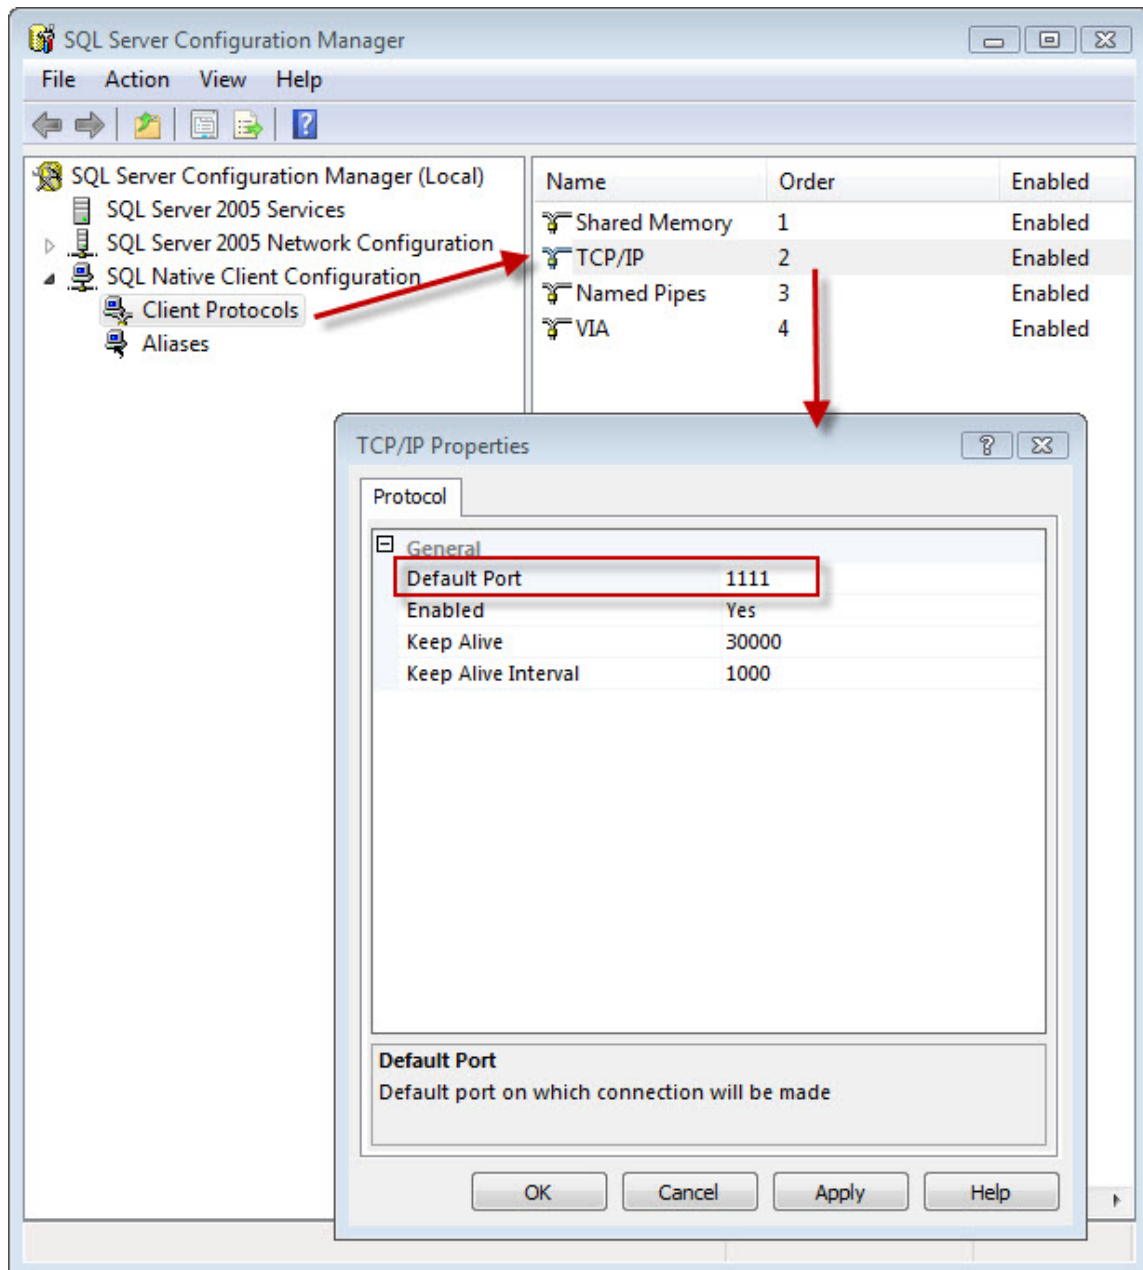 SQL Server Configuration Manager
File Action View Help
SQL Server Configuration Manager (Local)
SQL Server 2005 Services
SQL Server 2005 Network Configuration
SQL Native Client Configuration
Client Protocols
Aliases
Name Order Enabled
Shared Memory 1 Enabled
TCP/IP 2 Enabled
Named Pipes 3 Enabled
VIA 4 Enabled
TCP/IP Properties
Protocol
General
Default Port 1111
Enabled Yes
Keep Alive 30000
Keep Alive Interval 1000
Default Port
Default port on which connection will be made
OK Cancel Apply Help